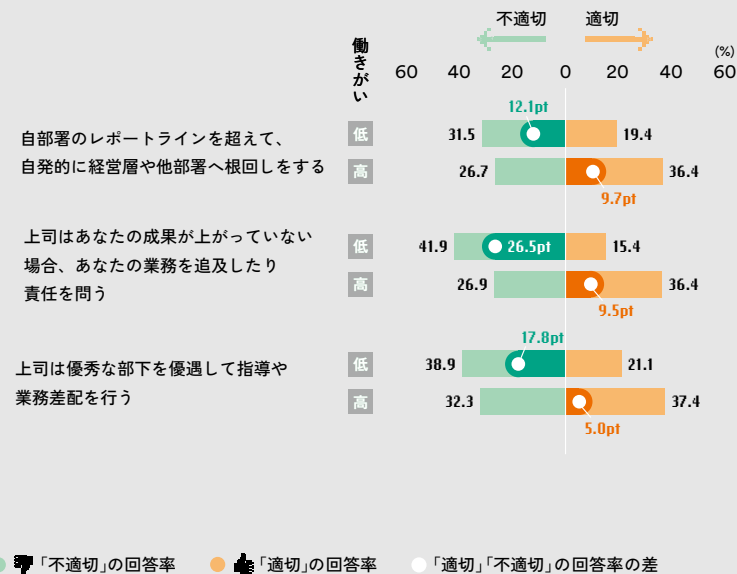 不適切 適切
(%)
働きがい
60 40 20 0 20 40 60
12.1pt
自部署のレポートラインを超えて、
自発的に経営層や他部署へ根回しをする
低 31.5 19.4
高 26.7 36.4
9.7pt
上司はあなたの成果が上がっていない
場合、あなたの業務を追及したり
責任を問う
低 41.9 26.5pt 15.4
高 26.9 36.4
9.5pt
17.8pt
上司は優秀な部下を優遇して指導や
業務差配を行う
低 38.9 21.1
高 32.3 37.4
5.0pt
「不適切」の回答率 「適切」の回答率 「適切」「不適切」の回答率の差